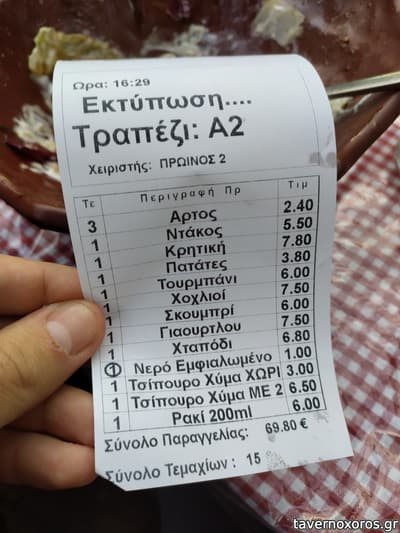 Ώρα: 16:29
Εκτύπωση....
Τραπέζι: Α2
Χειριστής: ΠΡΩΙΝΟΣ 2
Τε Περιγραφή Πρ Τιμ
3 Αρτος 2.40
1 Ντάκος 5.50
1 Κρητική 7.80
1 Πατάτες 3.80
1 Τουρμπάνι 6.00
1 Χοχλιοί 7.50
1 Σκουμπρί 6.00
1 Γιαουρτλου 7.50
1 Χταπόδι 6.80
1 Νερό Εμφιαλωμένο 1.00
1 Τσίπουρο Χύμα ΧΩΡΙ 3.00
1 Τσίπουρο Χύμα ΜΕ 2 6.50
1 Ρακί 200ml 6.00
Σύνολο Παραγγελίας: 69.80 €
Σύνολο Τεμαχίων : 15
tavernoxoros.gr